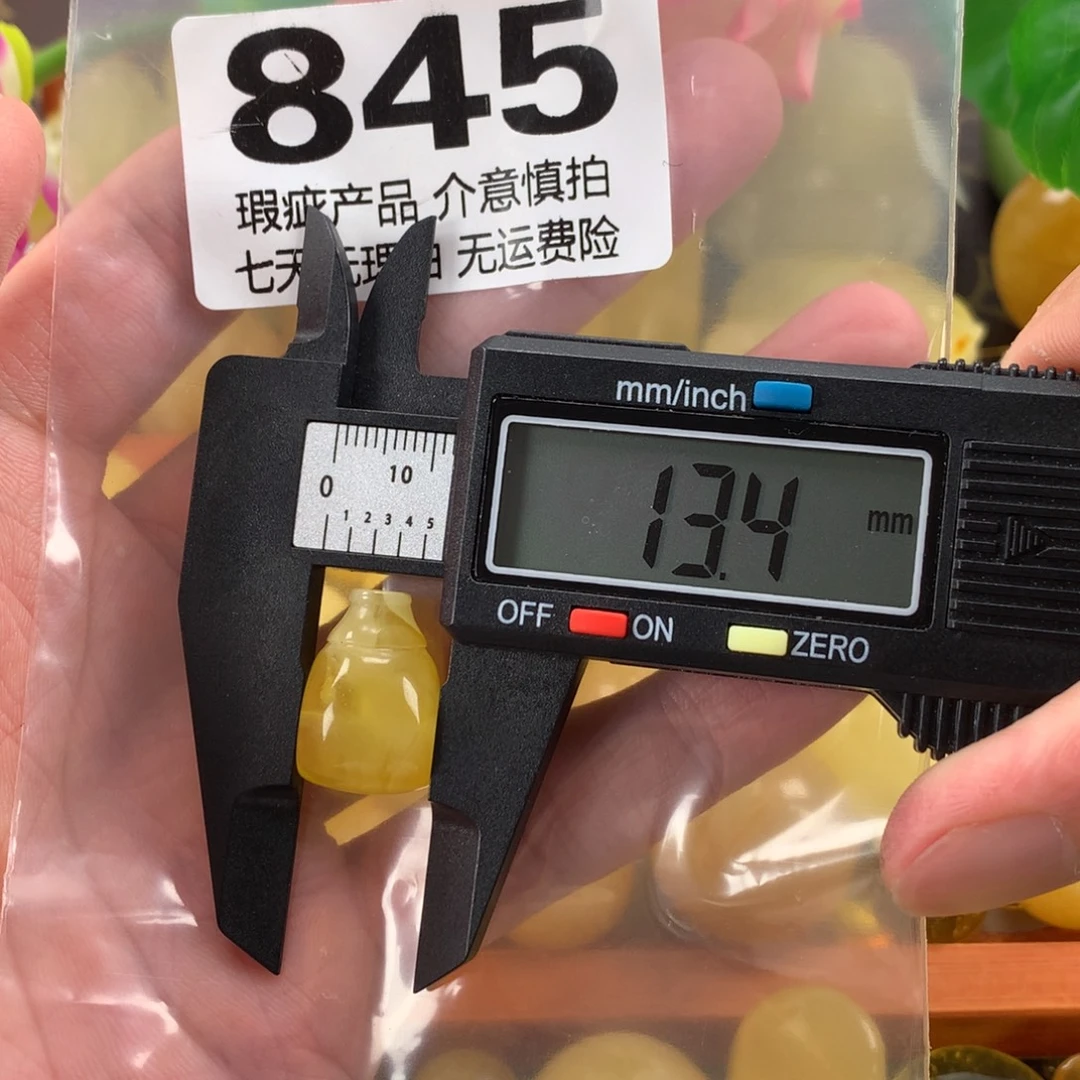 845
瑕疵产品 介意慎拍
七天无理由 无运费险
mm/inch
13.4 mm
OFF ON ZERO
0 10
1 2 3 4 5